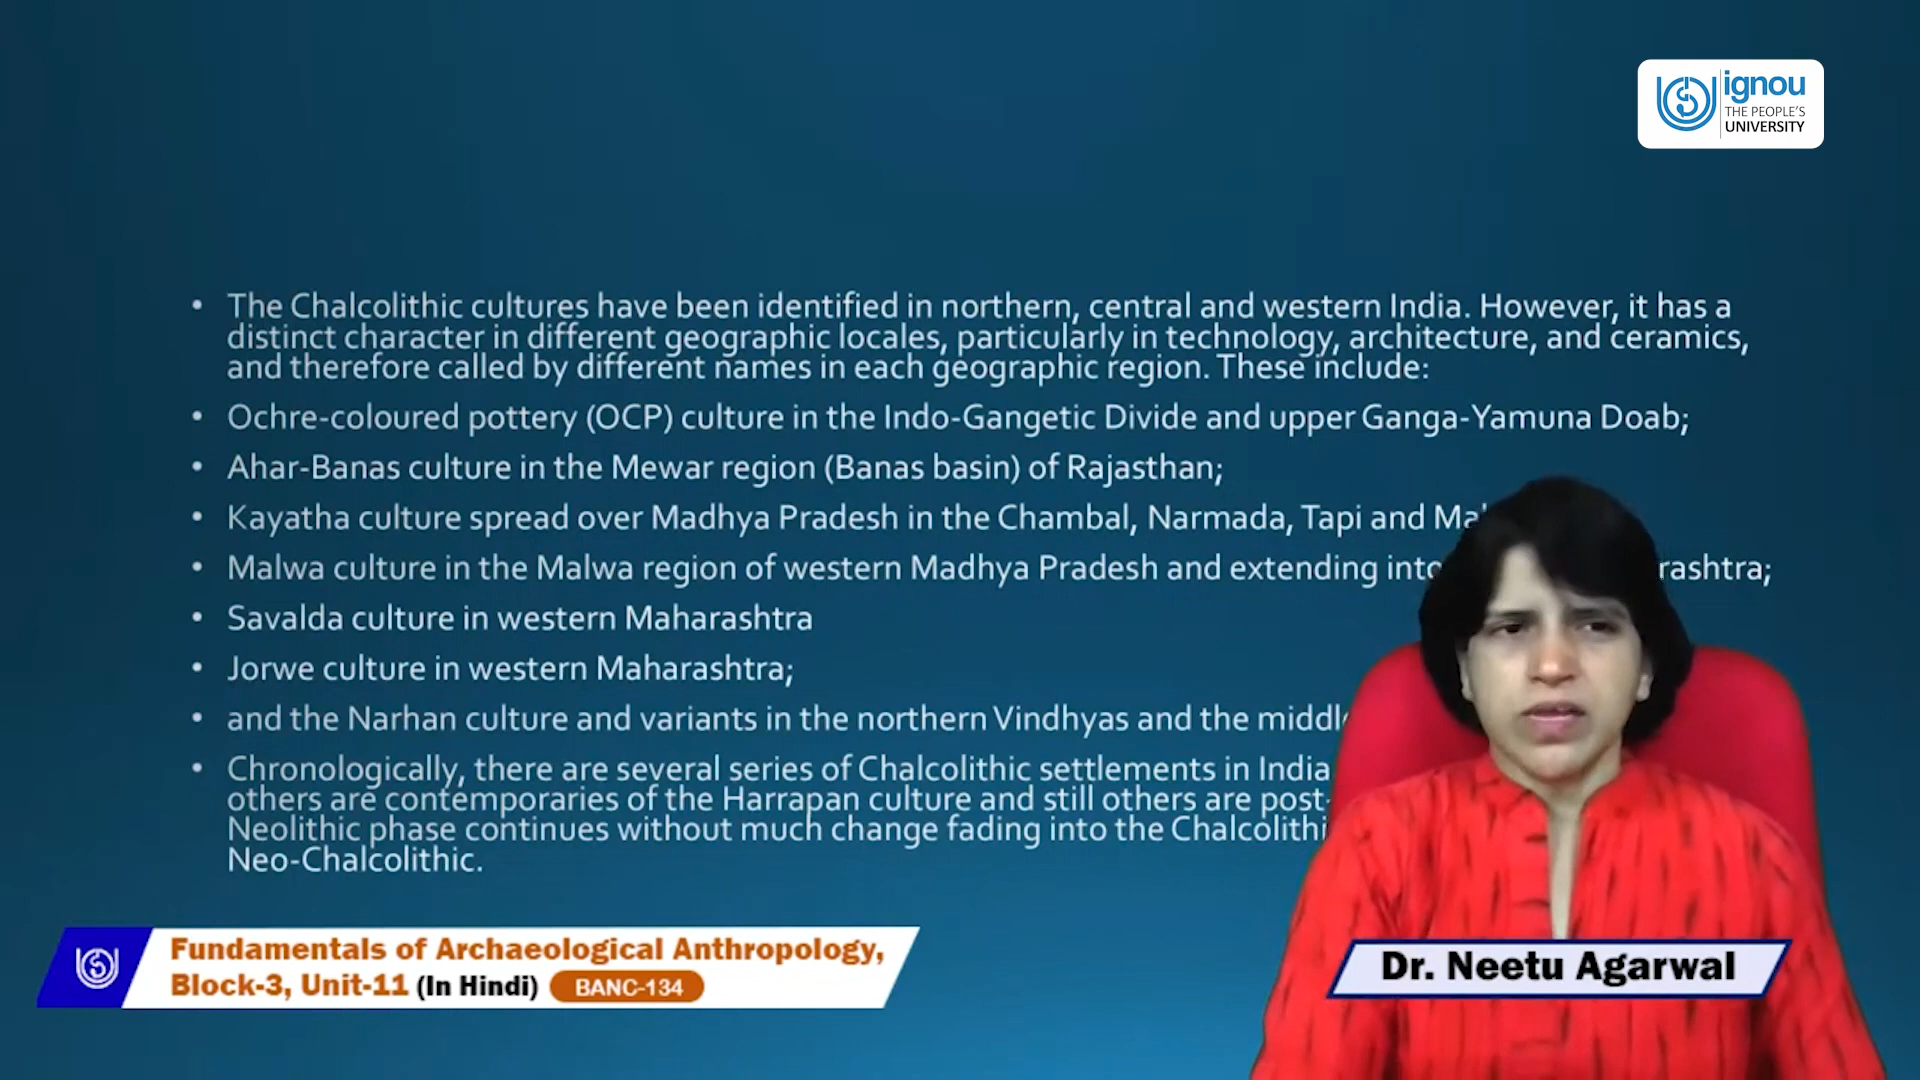 ignou
THE PEOPLE'S
UNIVERSITY
• The Chalcolithic cultures have been identified in northern, central and western India. However, it has a
distinct character in different geographic locales, particularly in technology, architecture, and ceramics,
and therefore called by different names in each geographic region. These include:
• Ochre-coloured pottery (OCP) culture in the Indo-Gangetic Divide and upper Ganga-Yamuna Doab;
• Ahar-Banas culture in the Mewar region (Banas basin) of Rajasthan;
• Kayatha culture spread over Madhya Pradesh in the Chambal, Narmada, Tapi and
• Malwa culture in the Malwa region of western Madhya Pradesh and extending into rashtra;
• Savalda culture in western Maharashtra
• Jorwe culture in western Maharashtra;
• and the Narhan culture and variants in the northern Vindhyas and the middle
• Chronologically, there are several series of Chalcolithic settlements in India
others are contemporaries of the Harrapan culture and still others are post-
Neolithic phase continues without much change fading into the Chalcolithi
Neo-Chalcolithic.
Fundamentals of Archaeological Anthropology,
Block-3, Unit-11 (In Hindi) BANC-134
Dr. Neetu Agarwal